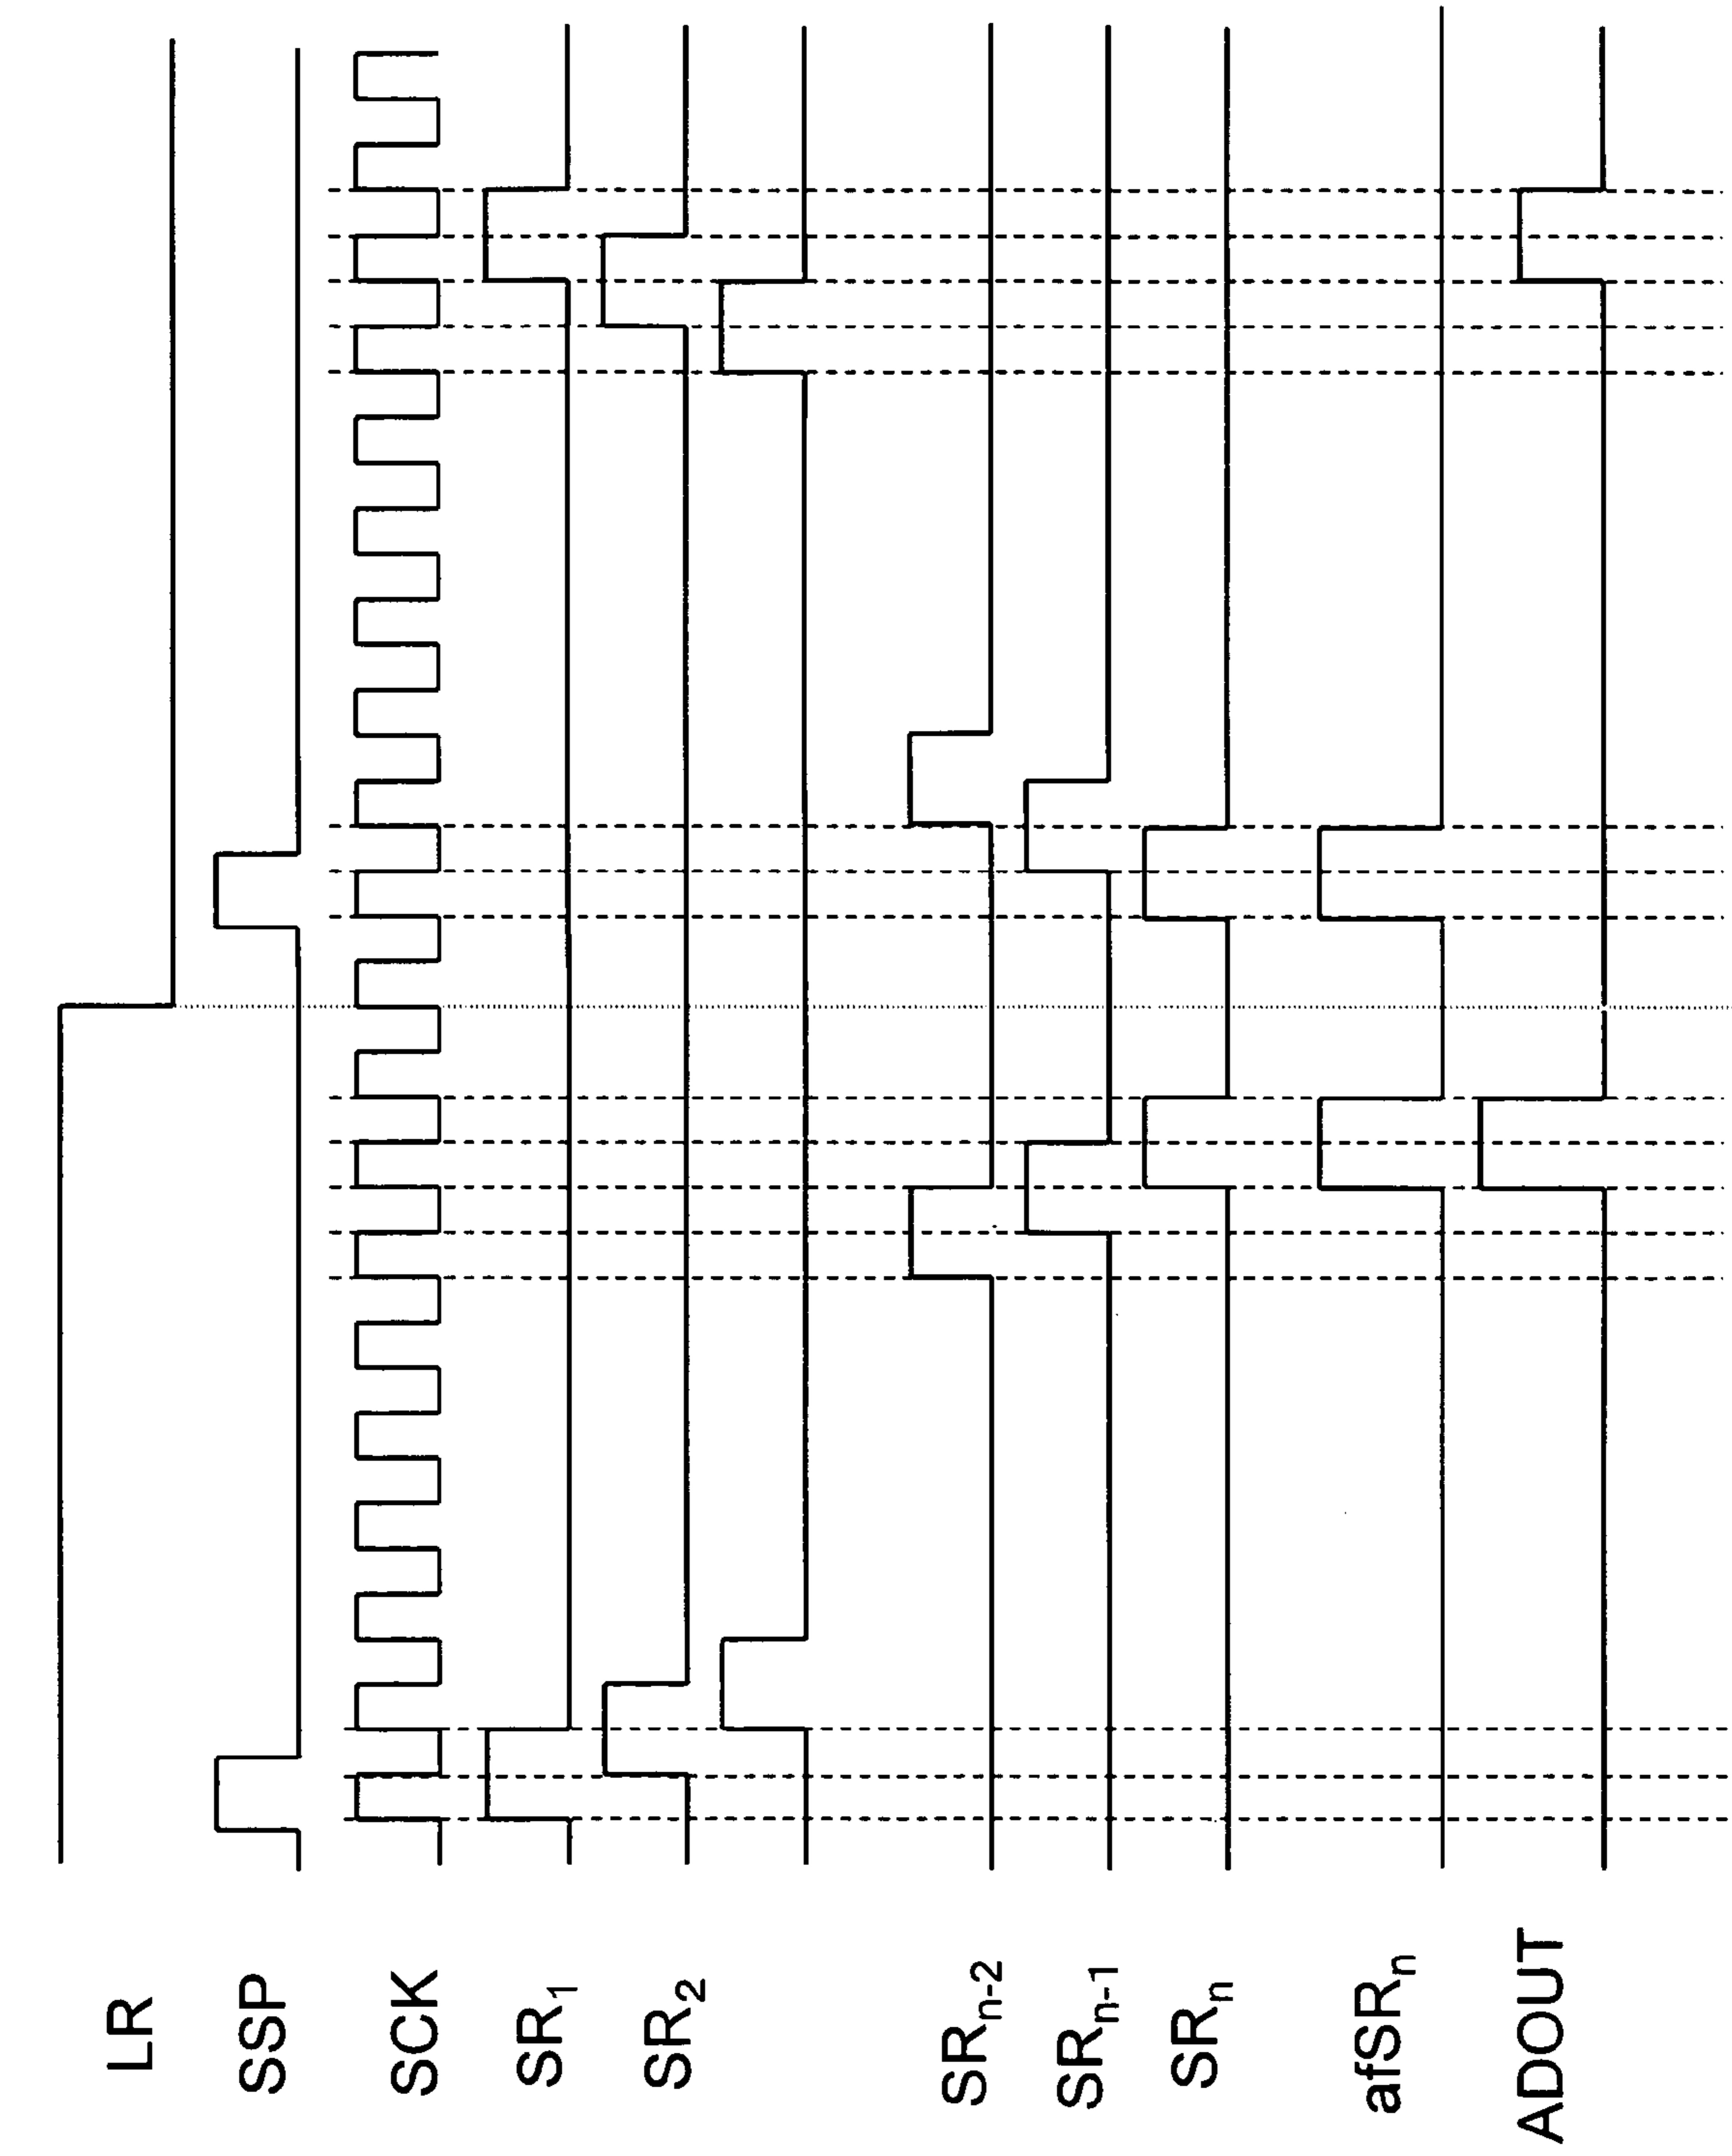 LR
SSP
SCK
SR₁
SR₂
SRₙ₋₂
SRₙ₋₁
SRₙ
afSRₙ
ADOUT